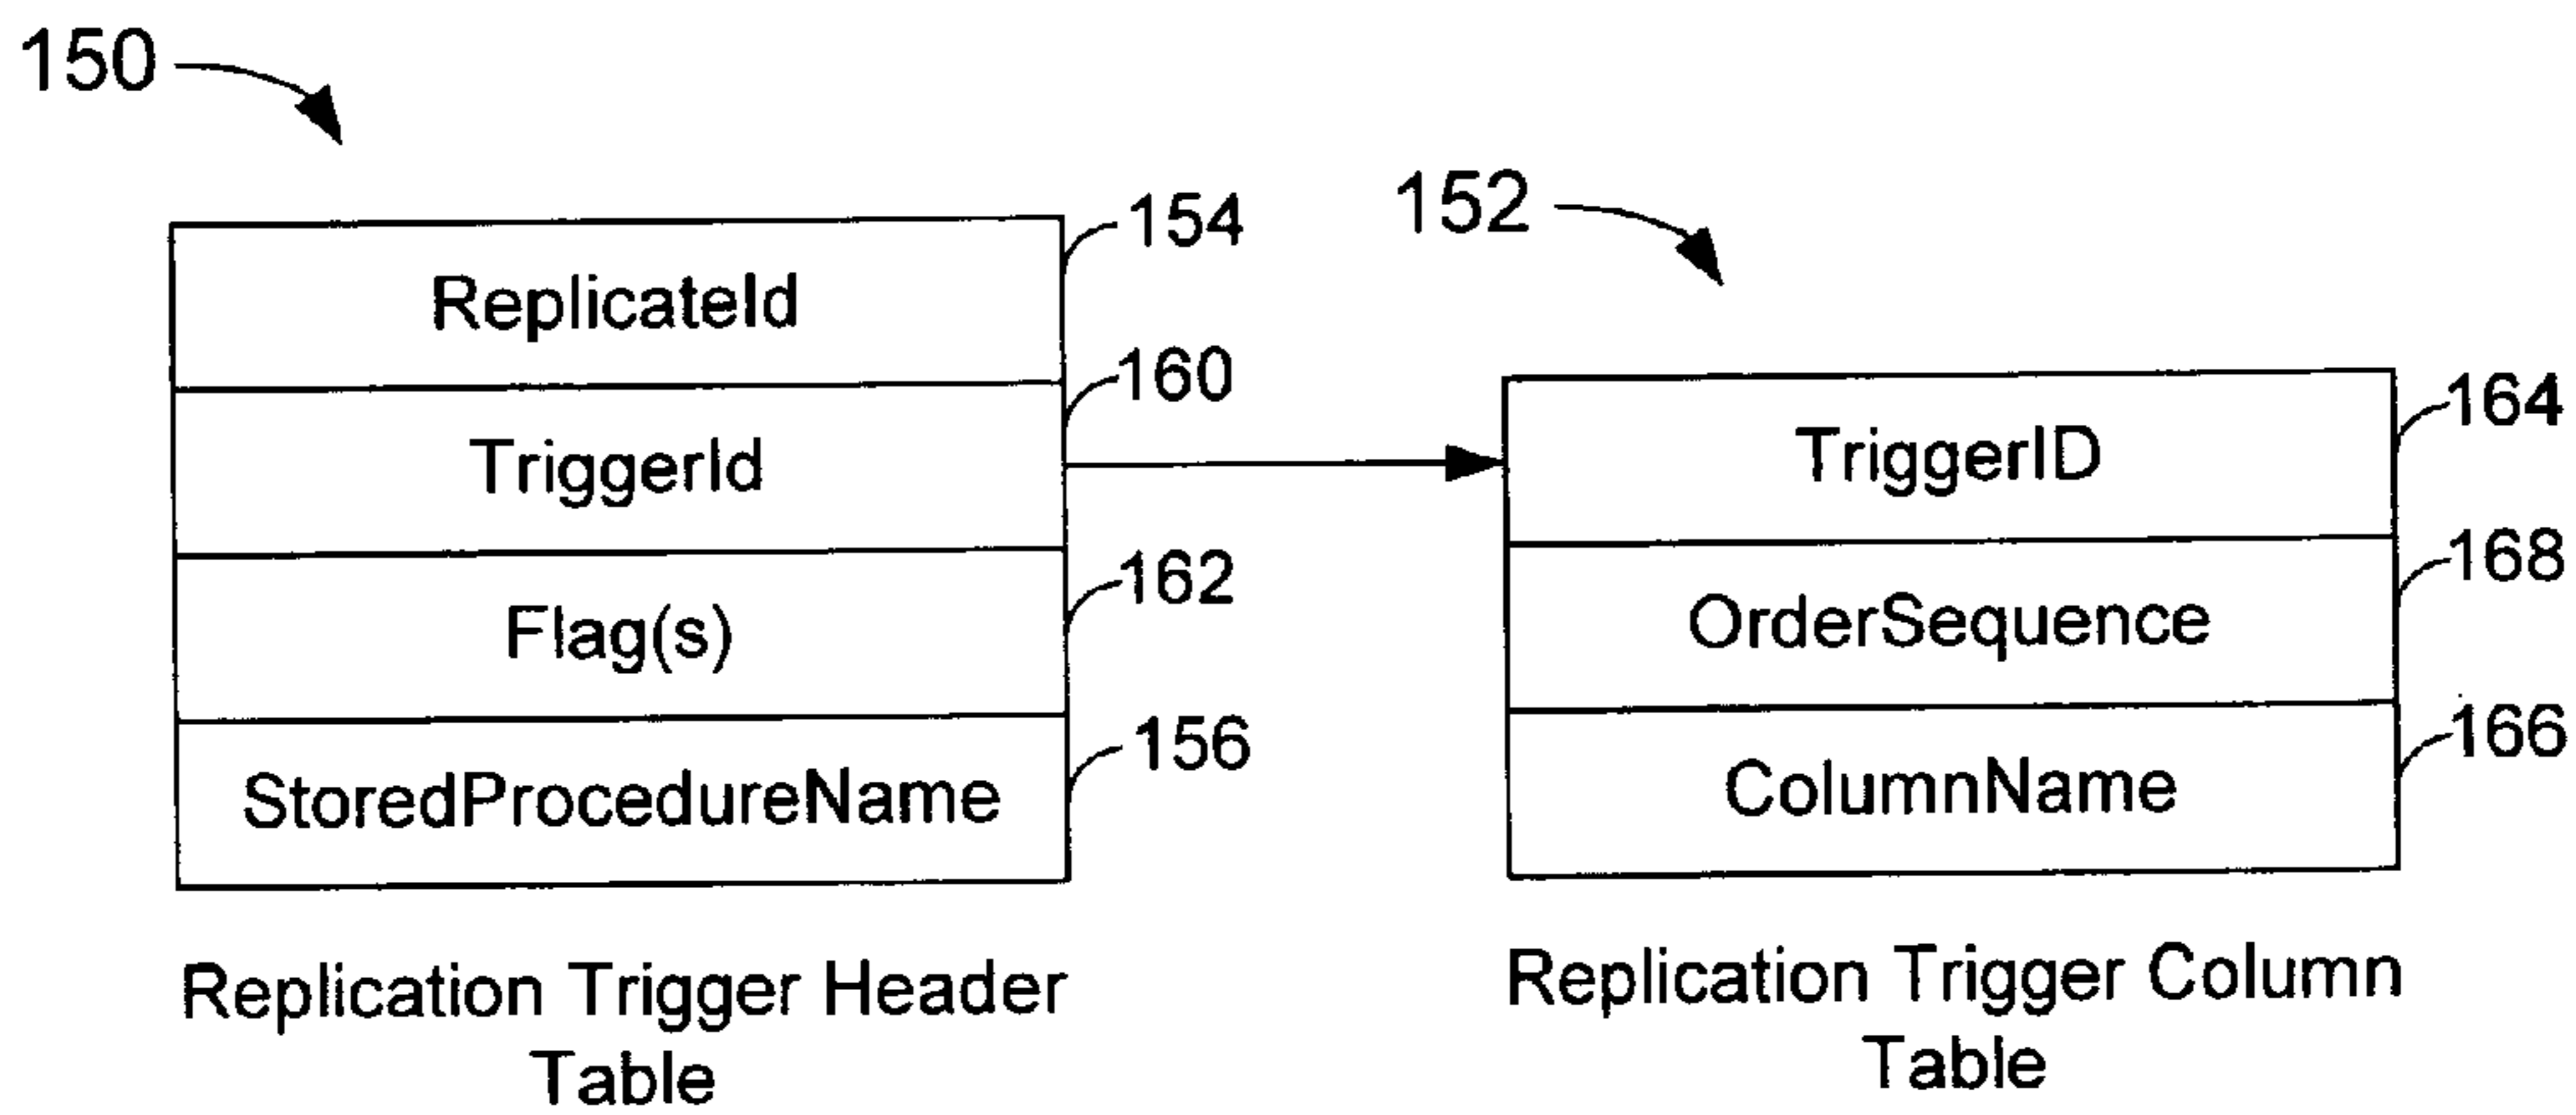 150
154
ReplicateId
160
TriggerId
162
Flag(s)
156
StoredProcedureName
Replication Trigger Header
Table
152
164
TriggerID
168
OrderSequence
166
ColumnName
Replication Trigger Column
Table